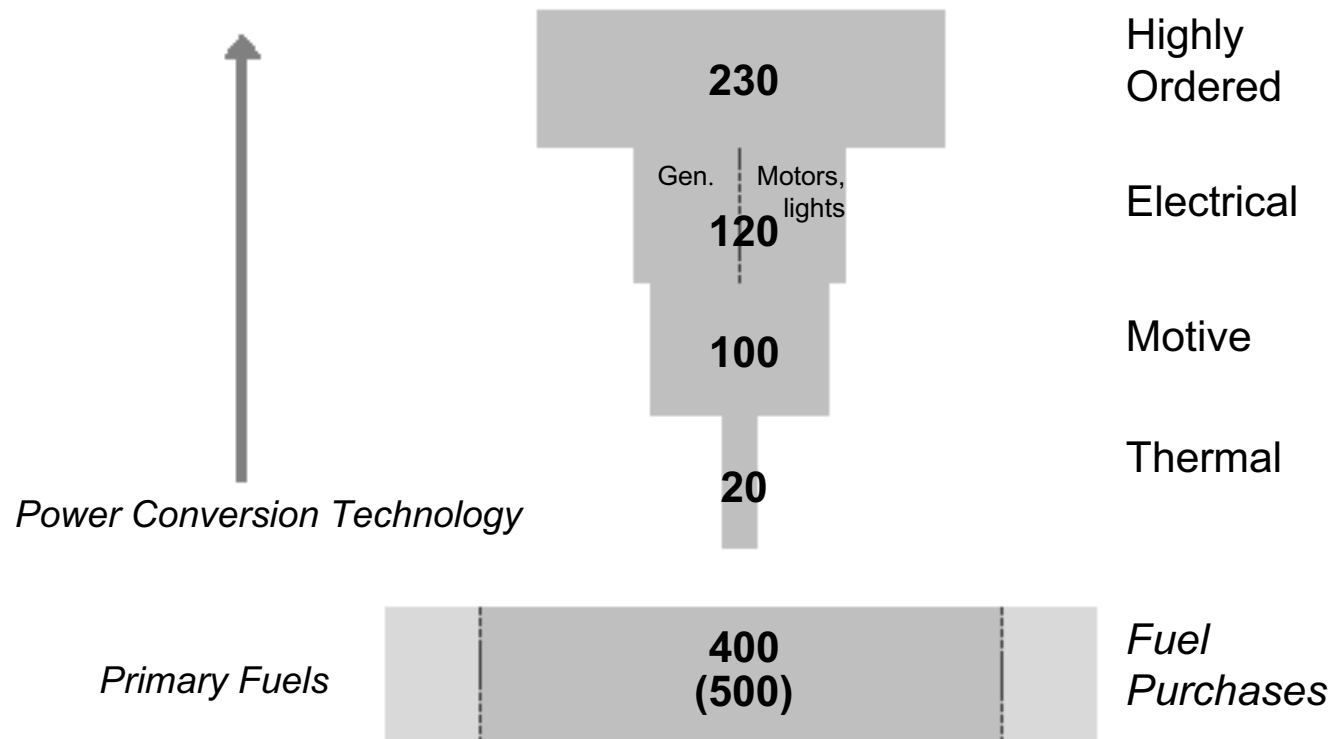 Highly
Ordered
230
Gen.
Motors,
lights
120
Electrical
100
Motive
20
Thermal
Power Conversion Technology
400
(500)
Primary Fuels
Fuel
Purchases